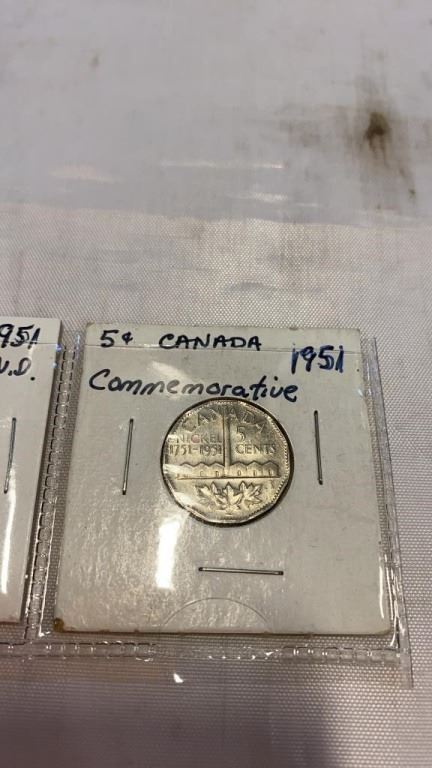 951
5¢ CANADA
1951
Commemorative
CANADA
NICKEL 5
1751-1951 CENTS